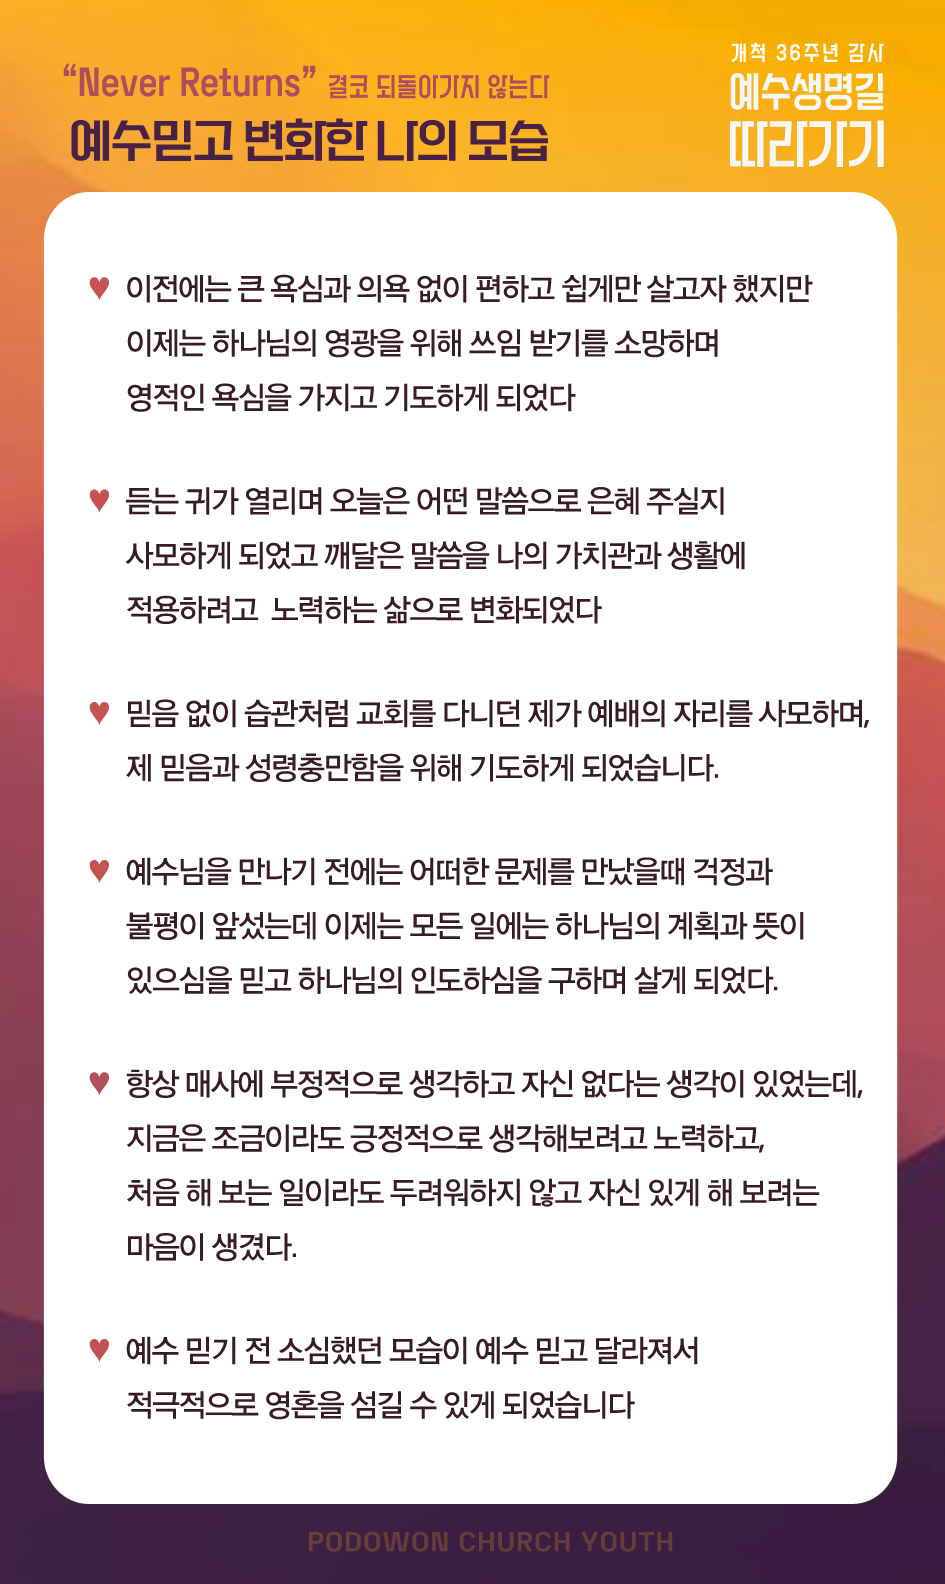 “Never Returns” 결코 되돌아가지 않는다
예수믿고 변화한 나의 모습
개척 36주년 감사
예수생명길
따라가기
♥ 이전에는 큰 욕심과 의욕 없이 편하고 쉽게만 살고자 했지만
이제는 하나님의 영광을 위해 쓰임 받기를 소망하며
영적인 욕심을 가지고 기도하게 되었다
♥ 듣는 귀가 열리며 오늘은 어떤 말씀으로 은혜 주실지
사모하게 되었고 깨달은 말씀을 나의 가치관과 생활에
적용하려고 노력하는 삶으로 변화되었다
♥ 믿음 없이 습관처럼 교회를 다니던 제가 예배의 자리를 사모하며,
제 믿음과 성령충만함을 위해 기도하게 되었습니다.
♥ 예수님을 만나기 전에는 어떠한 문제를 만났을때 걱정과
불평이 앞섰는데 이제는 모든 일에는 하나님의 계획과 뜻이
있으심을 믿고 하나님의 인도하심을 구하며 살게 되었다.
♥ 항상 매사에 부정적으로 생각하고 자신 없다는 생각이 있었는데,
지금은 조금이라도 긍정적으로 생각해보려고 노력하고,
처음 해 보는 일이라도 두려워하지 않고 자신 있게 해 보려는
마음이 생겼다.
♥ 예수 믿기 전 소심했던 모습이 예수 믿고 달라져서
적극적으로 영혼을 섬길 수 있게 되었습니다
PODOWON CHURCH YOUTH